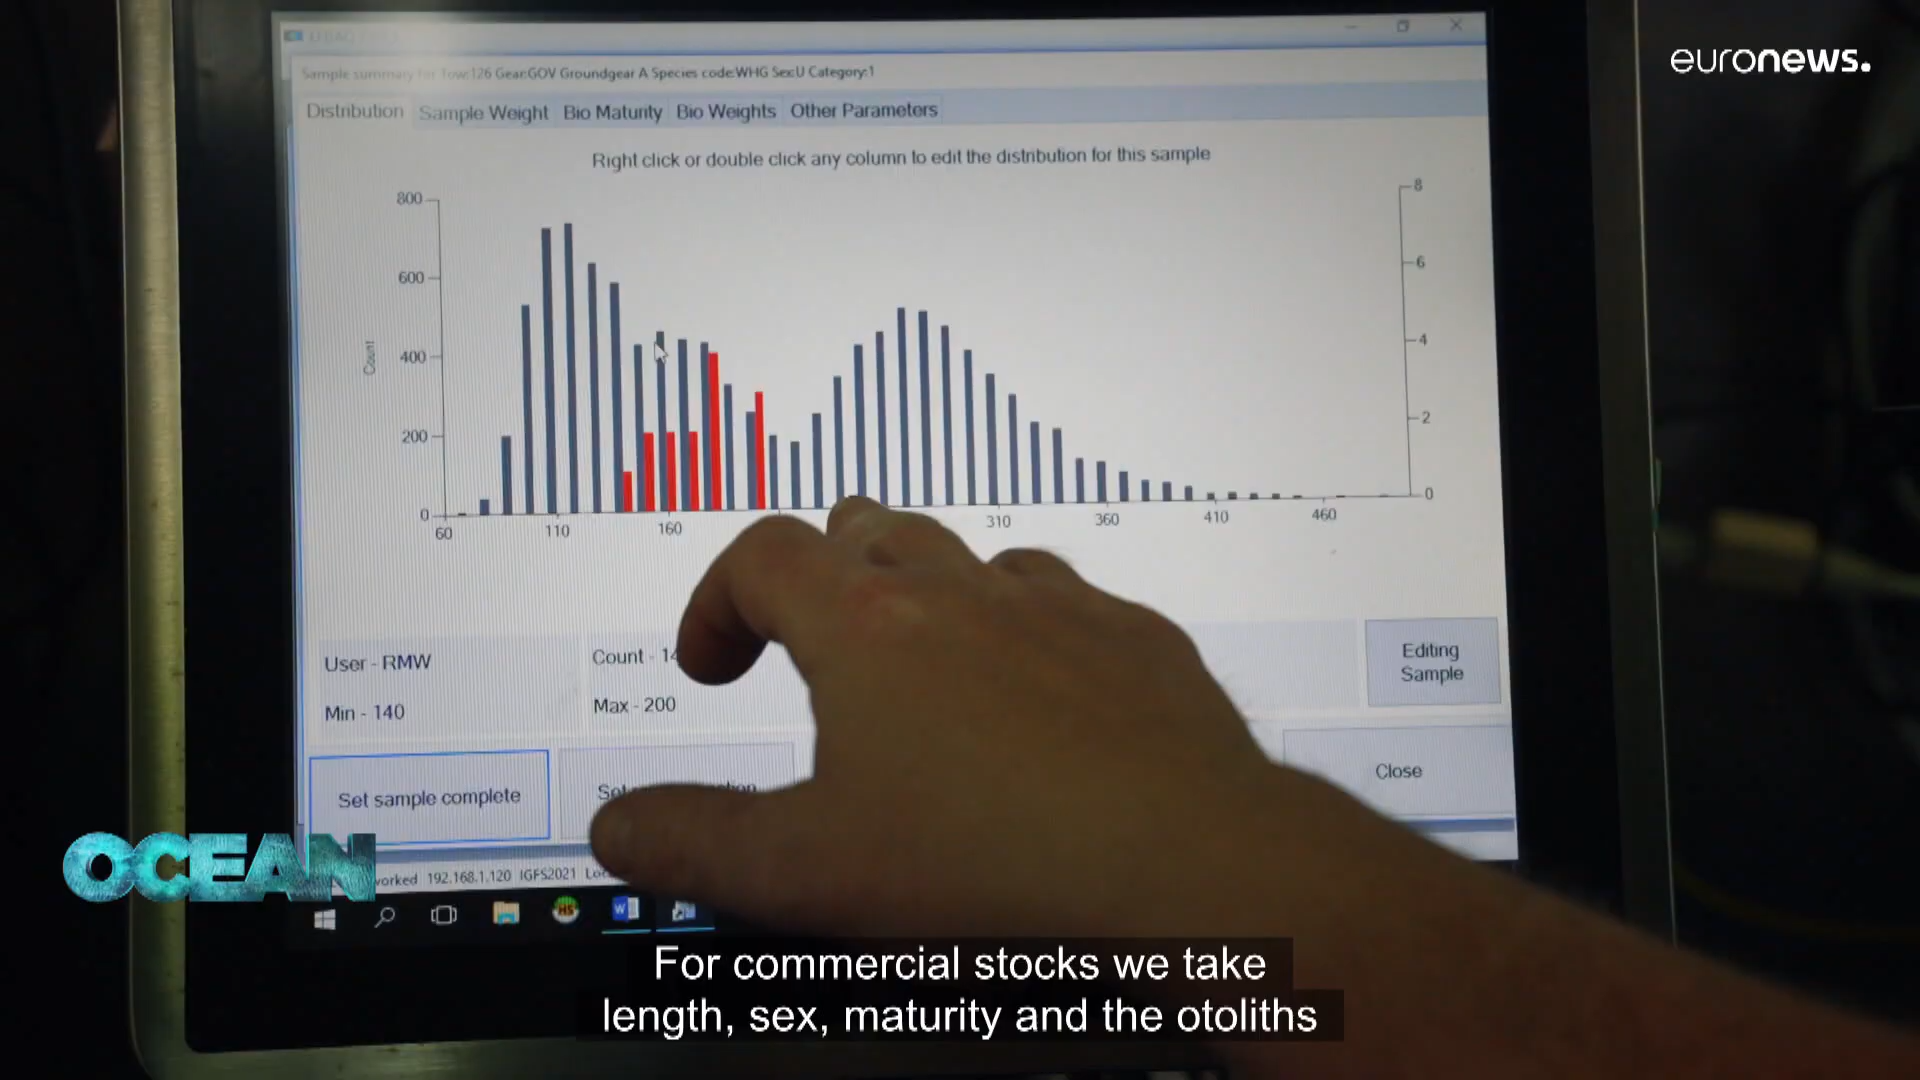 euronews.
Sample summary for Tow:126 Gear:GOV Groundgear A Species code:WHG Sex:U Category:1
Distribution Sample Weight Bio Maturity Bio Weights Other Parameters
Right click or double click any column to edit the distribution for this sample
800
600
400
200
0
Count
8
6
4
2
0
60 110 160 310 360 410 460
User - RMW
Count - 14
Min - 140
Max - 200
Editing
Sample
Set sample complete
Close
OCEAN
192.168.1.120 IGFS2021
HS
W
For commercial stocks we take
length, sex, maturity and the otoliths